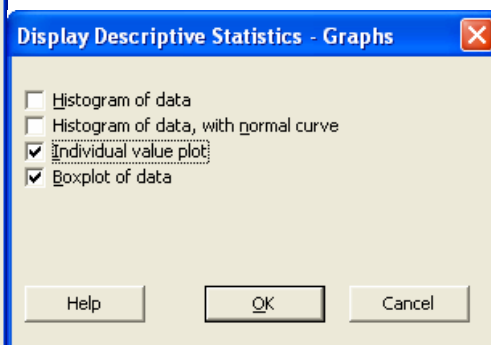 Display Descriptive Statistics - Graphs
Histogram of data
Histogram of data, with normal curve
Individual value plot
Boxplot of data
Help OK Cancel